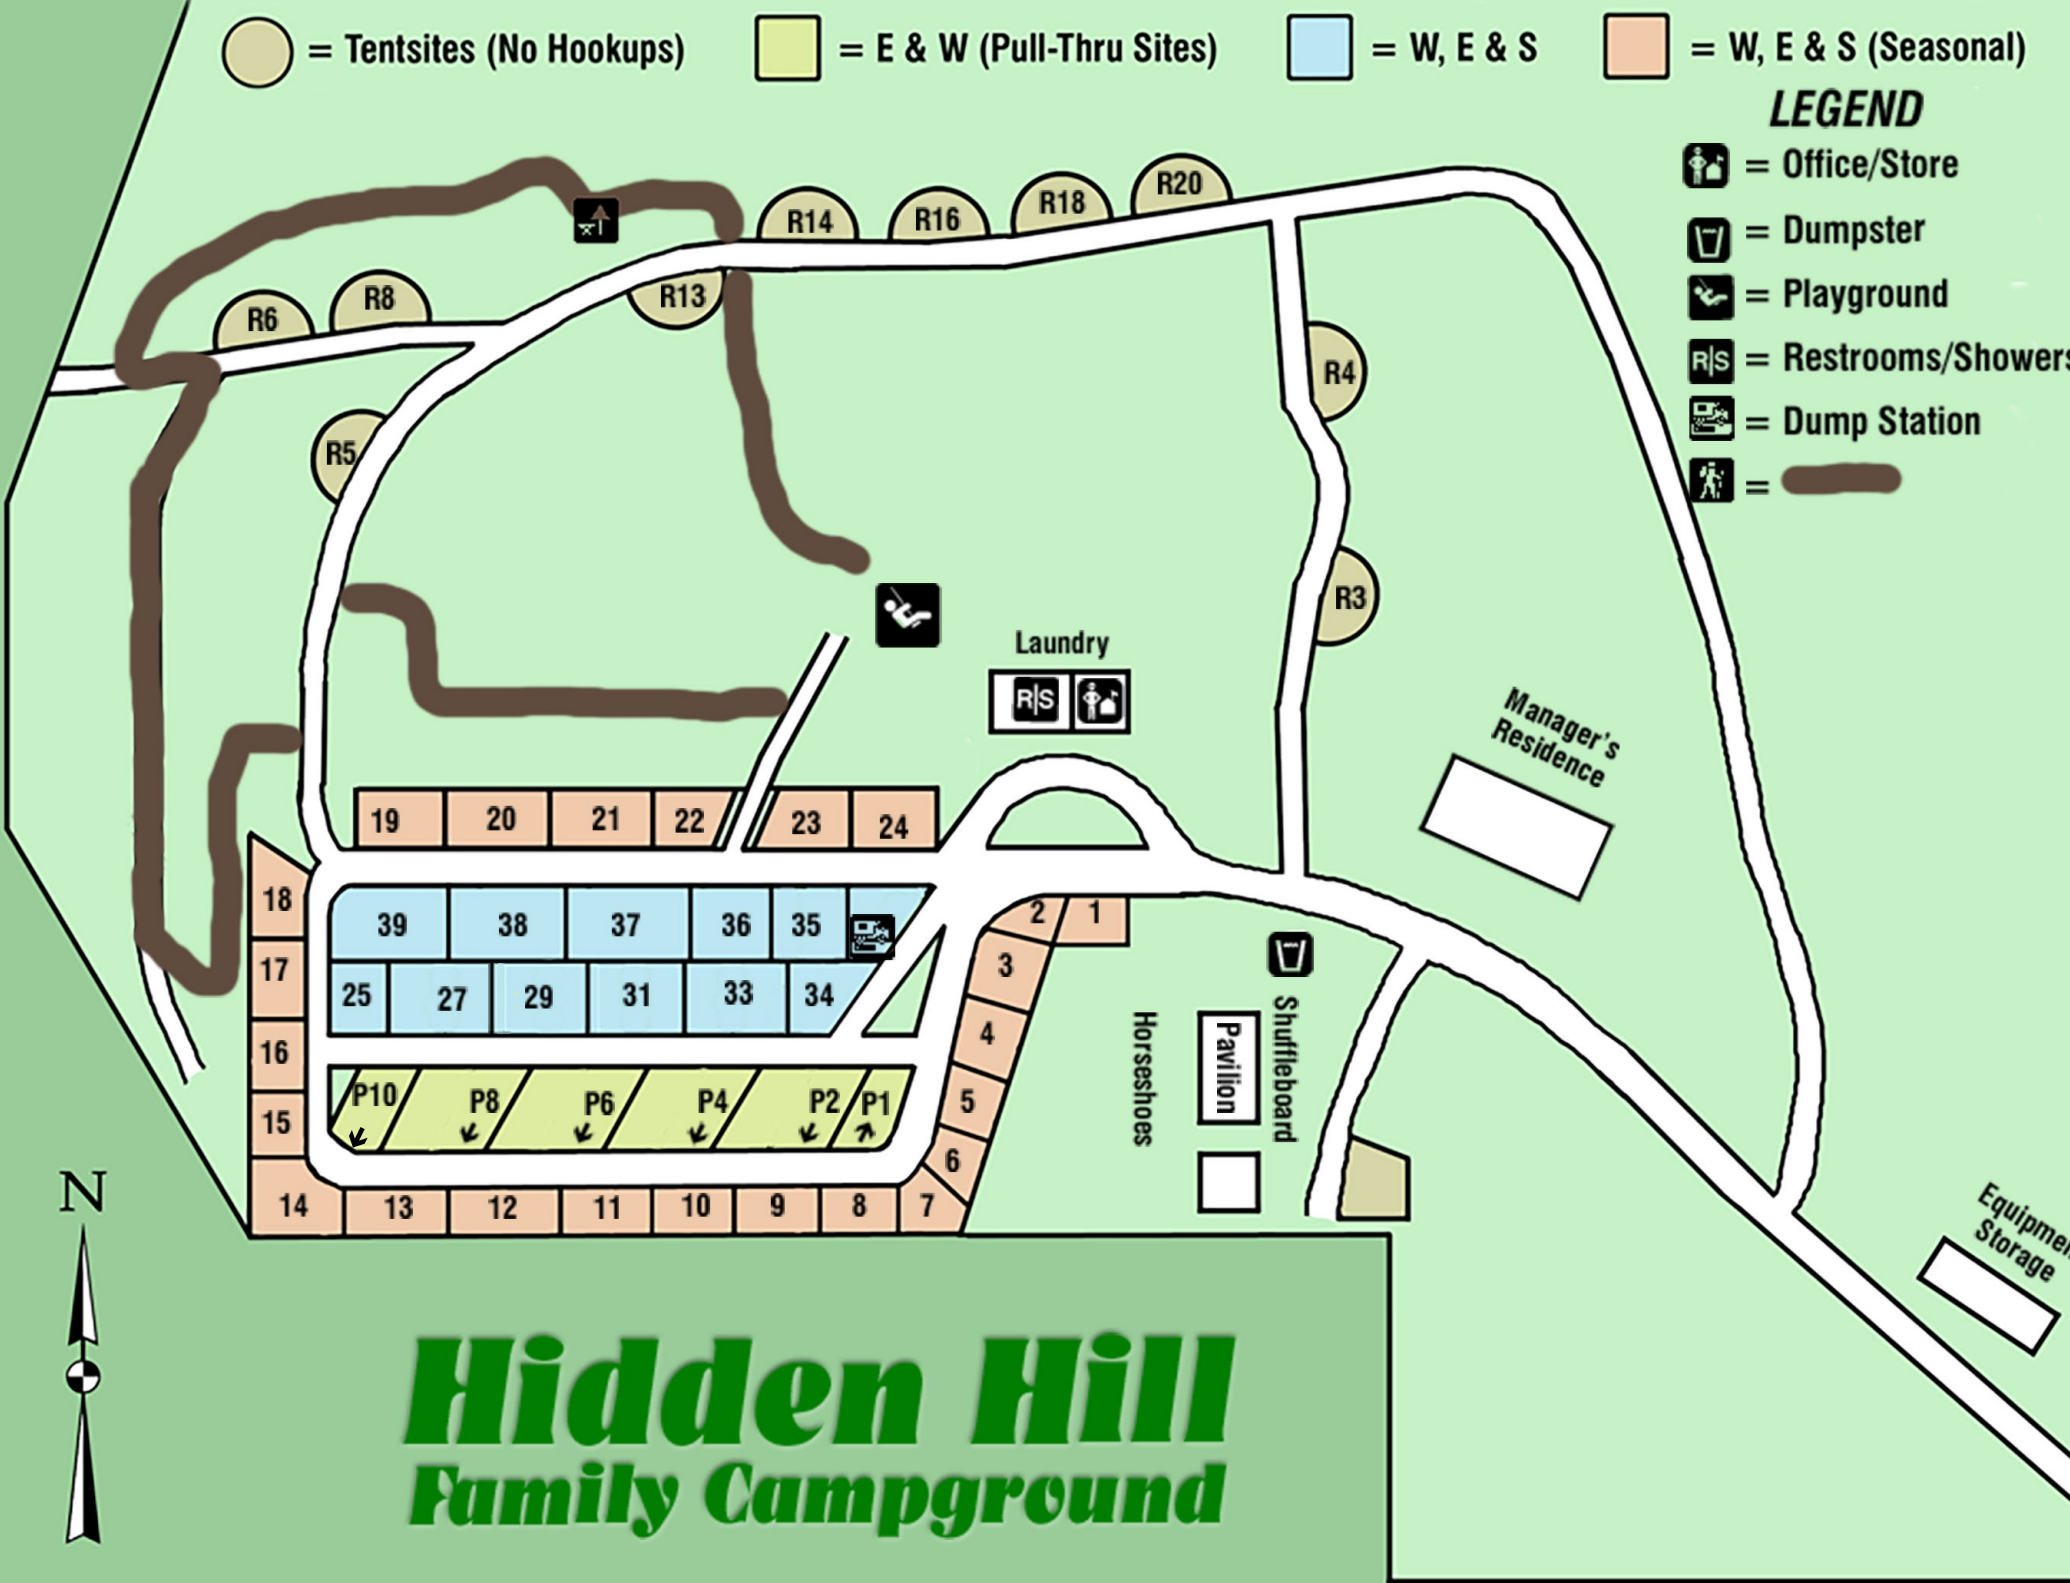 = Tentsites (No Hookups)
= E & W (Pull-Thru Sites)
= W, E & S
= W, E & S (Seasonal)
LEGEND
= Office/Store
= Dumpster
= Playground
R|S = Restrooms/Showers
= Dump Station
=
R20
R18
R16
R14
R13
R8
R6
R5
R4
R3
Laundry
R|S
Manager's
Residence
19
20
21
22
23
24
18
39
38
37
36
35
2
1
17
25
27
29
31
33
34
3
16
4
P10
P8
P6
P4
P2
P1
15
5
6
14
13
12
11
10
9
8
7
Horseshoes
Pavilion
Shuffleboard
Equipmen
Storage
N
Hidden Hill
Family Campground